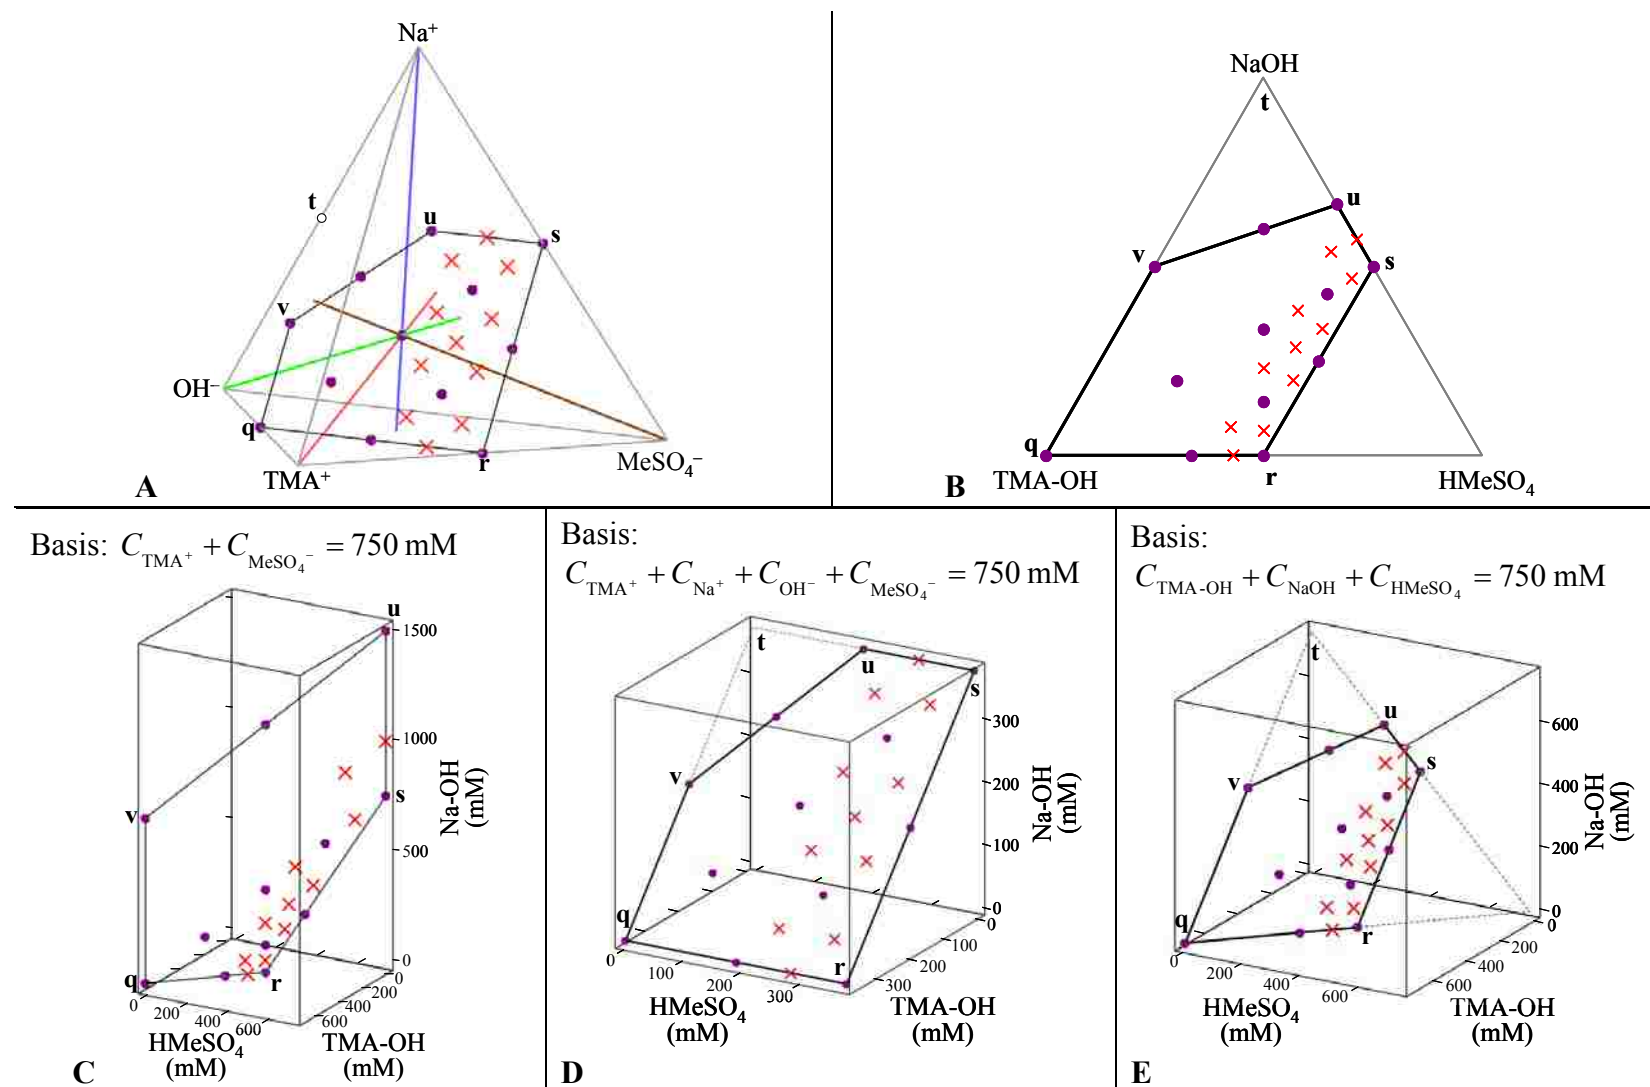 Na⁺
t
u
s
v
OH⁻
q
TMA⁺
r
MeSO₄⁻
A
NaOH
t
u
v
s
q
TMA-OH
r
HMeSO₄
B
Basis: C_TMA⁺ + C_MeSO₄⁻ = 750 mM
u
1500
1000
s
v
500
Na-OH
(mM)
0
q
r
0
200
400
600
0
200
400
600
HMeSO₄
(mM)
TMA-OH
(mM)
C
Basis:
C_TMA⁺ + C_Na⁺ + C_OH⁻ + C_MeSO₄⁻ = 750 mM
t
u
s
v
300
200
100
0
Na-OH
(mM)
q
r
0
100
200
300
0
100
200
300
HMeSO₄
(mM)
TMA-OH
(mM)
D
Basis:
C_TMA-OH + C_NaOH + C_HMeSO₄ = 750 mM
t
u
s
v
600
400
200
0
Na-OH
(mM)
q
r
0
200
400
600
0
200
400
600
HMeSO₄
(mM)
TMA-OH
(mM)
E